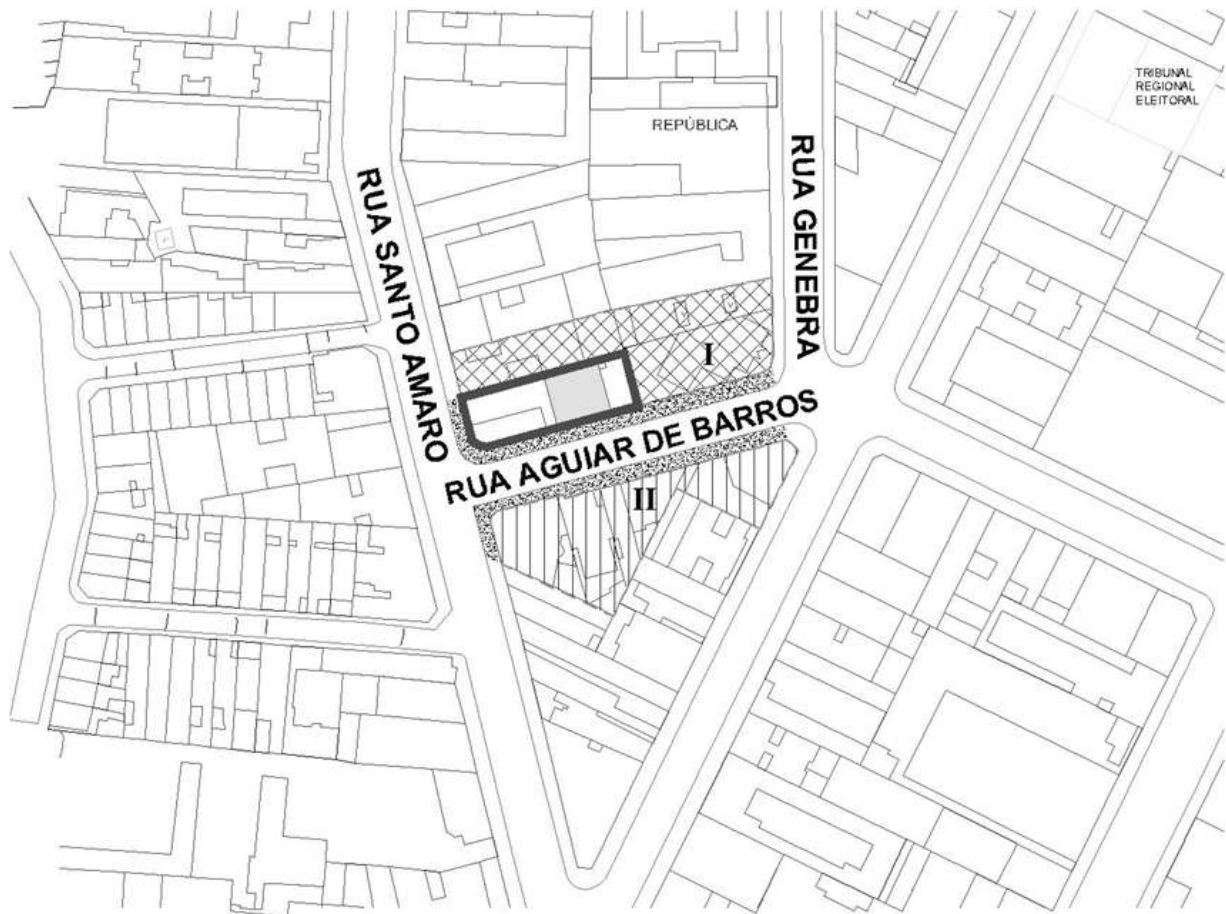 TRIBUNAL
REGIONAL
ELEITORAL
REPÚBLICA
RUA GENEBRA
RUA SANTO AMARO
I
RUA AGUIAR DE BARROS
II